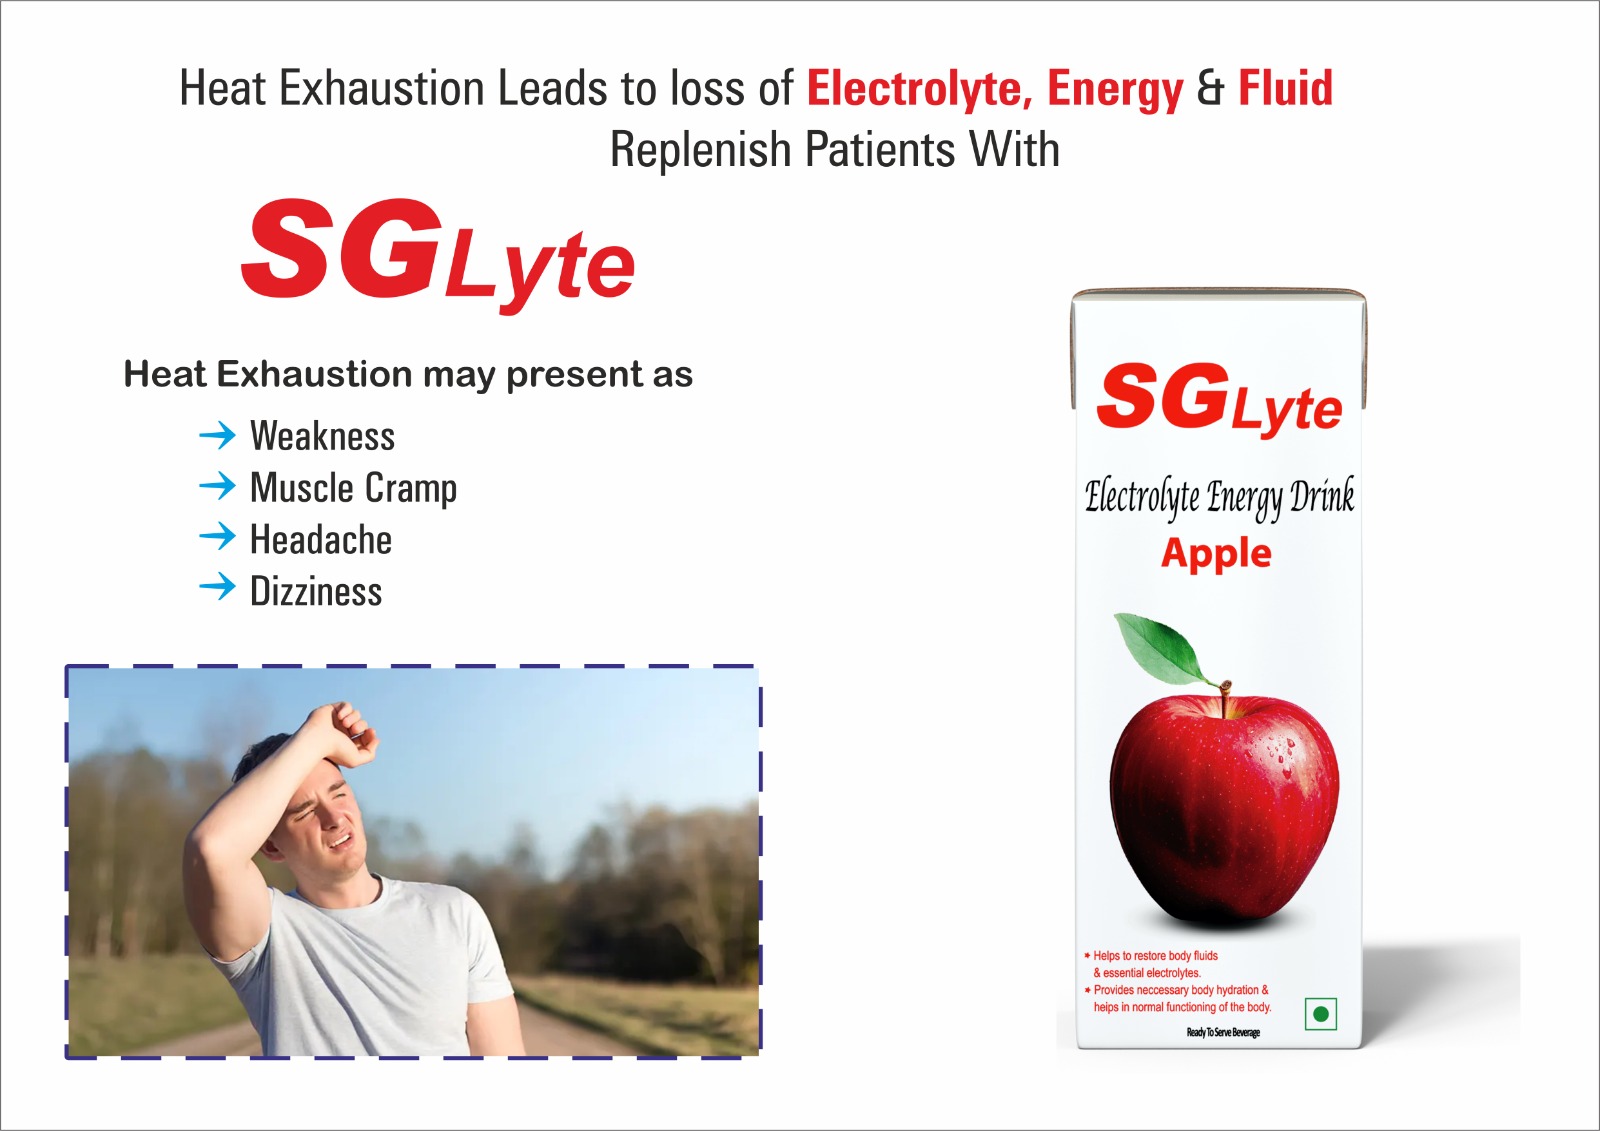 Heat Exhaustion Leads to loss of Electrolyte, Energy & Fluid
Replenish Patients With
SGLyte
Heat Exhaustion may present as
Weakness
Muscle Cramp
Headache
Dizziness
SGLyte
Electrolyte Energy Drink
Apple
* Helps to restore body fluids
& essential electrolytes.
* Provides neccessary body hydration &
helps in normal functioning of the body.
Ready To Serve Beverage